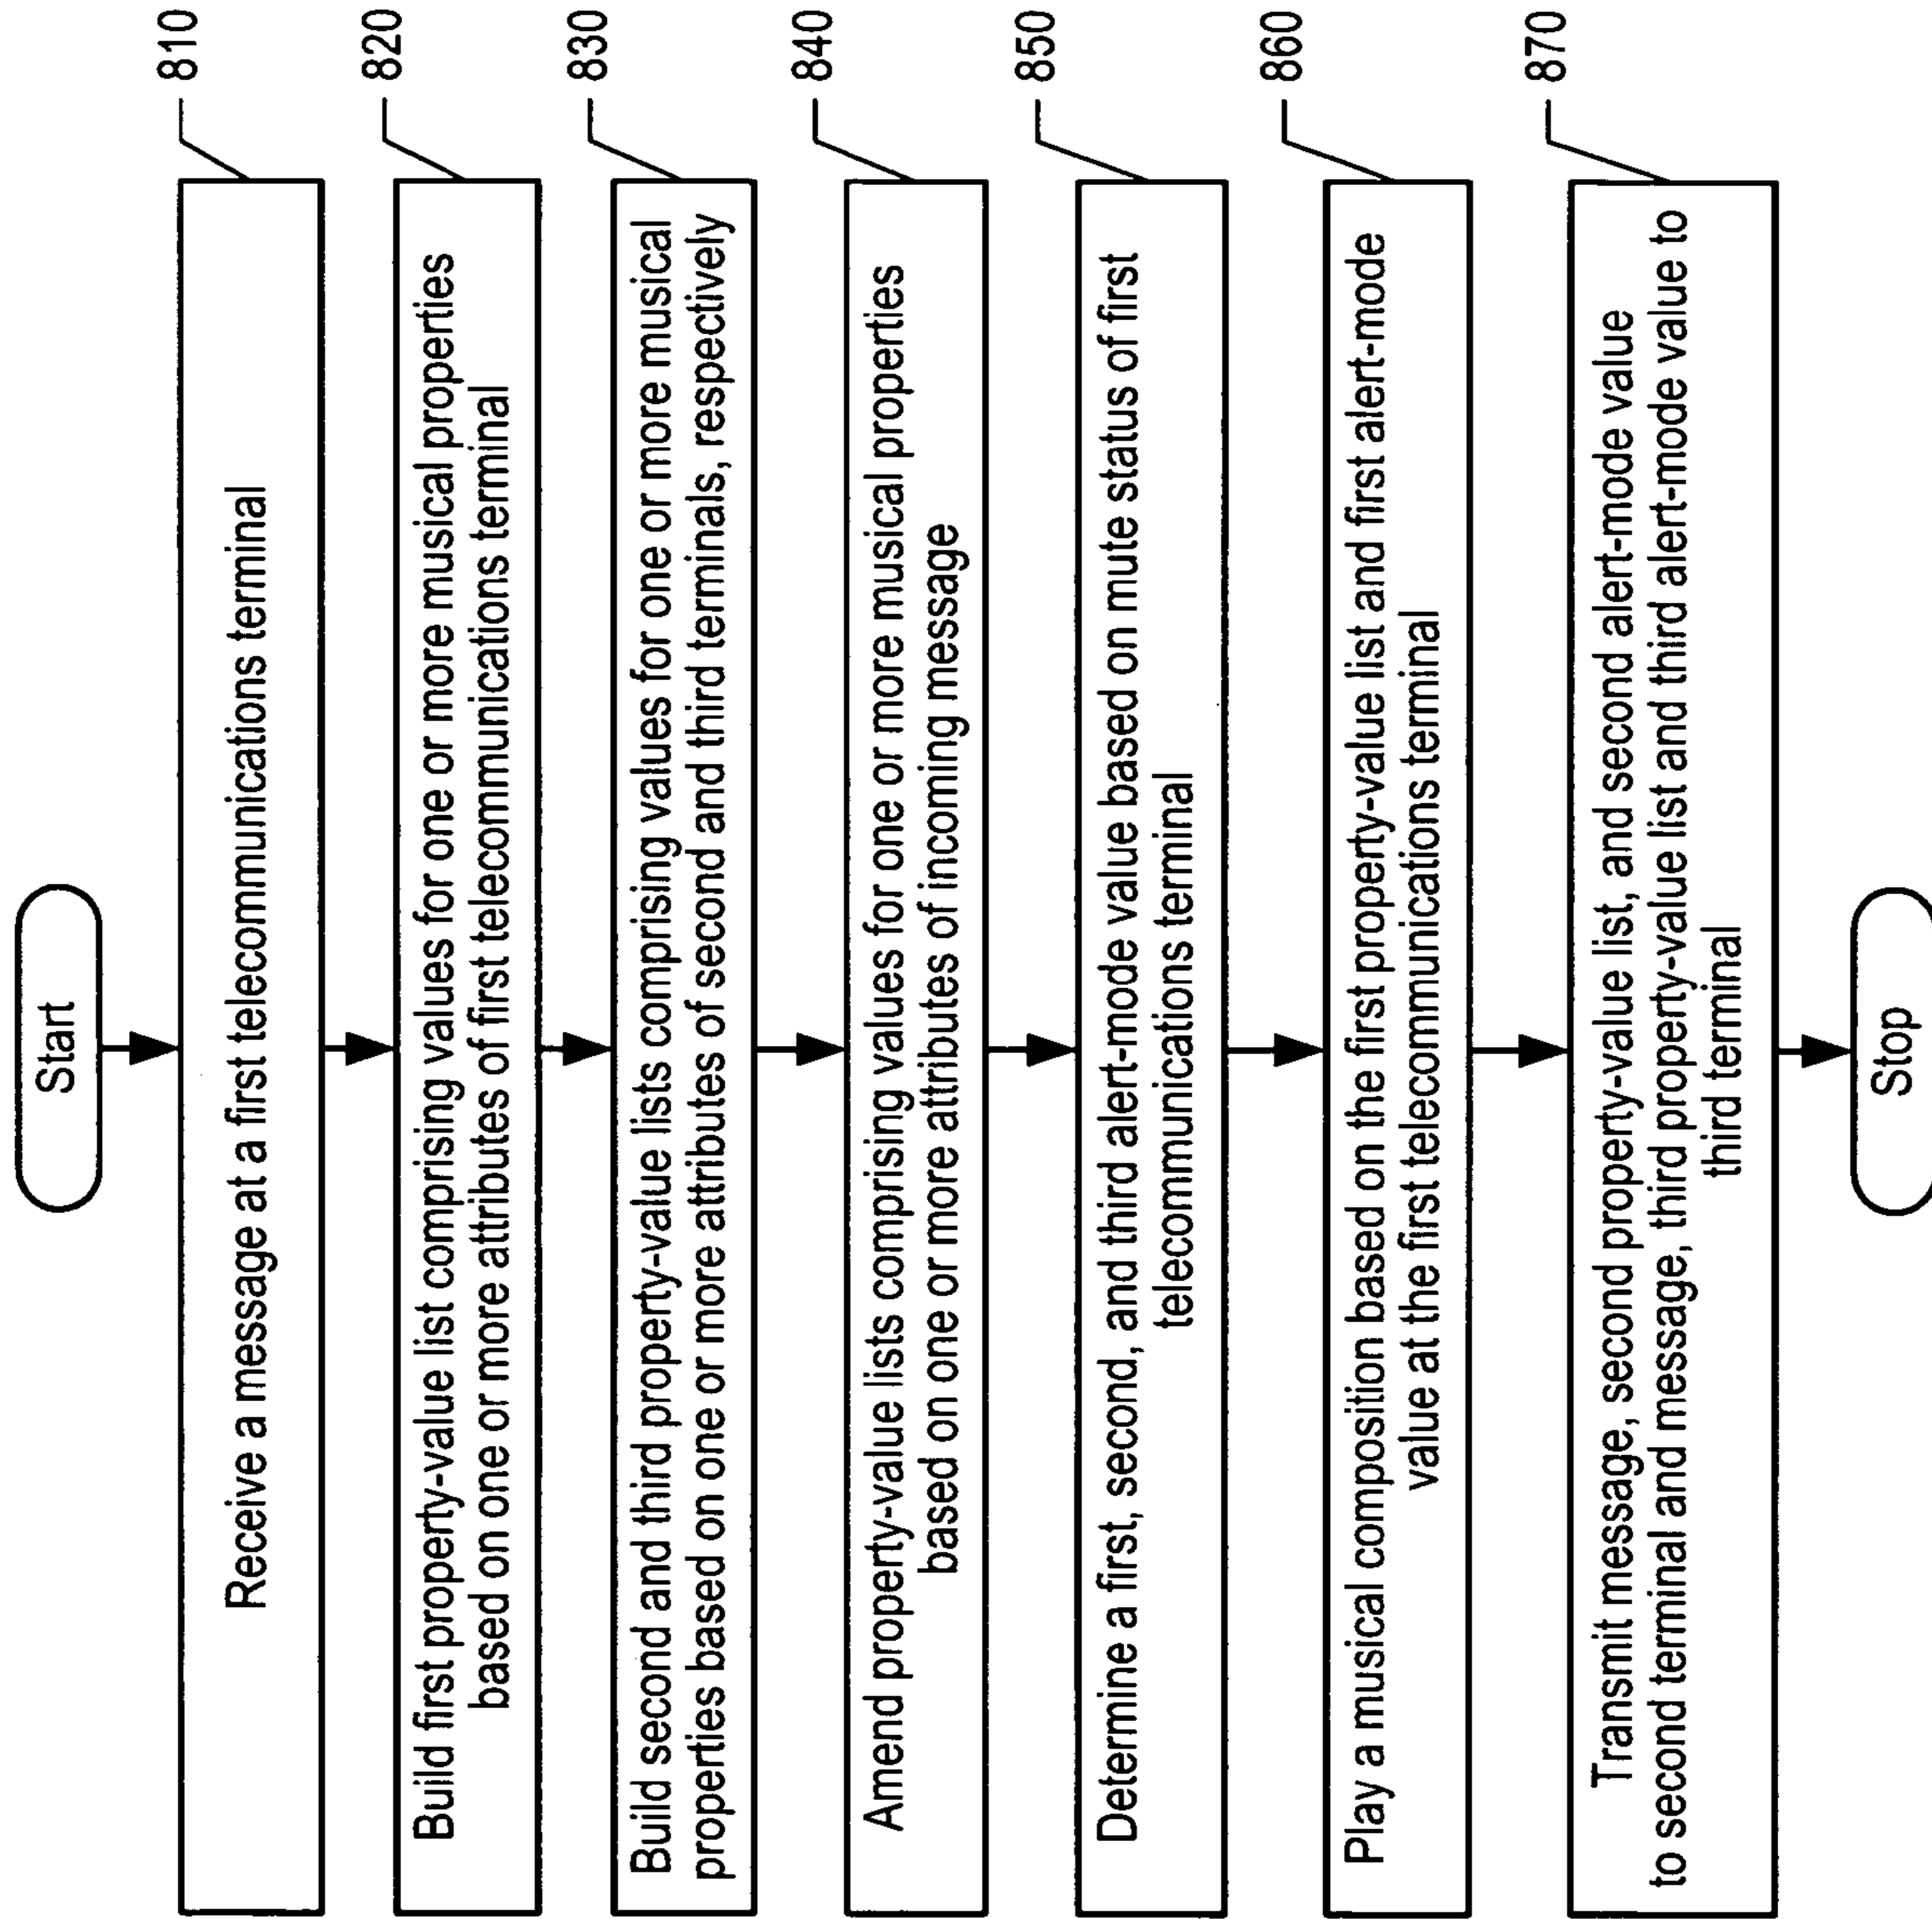 Start
Receive a message at a first telecommunications terminal
810
Build first property-value list comprising values for one or more musical properties
based on one or more attributes of first telecommunications terminal
820
Build second and third property-value lists comprising values for one or more musical
properties based on one or more attributes of second and third terminals, respectively
830
Amend property-value lists comprising values for one or more musical properties
based on one or more attributes of incoming message
840
Determine a first, second, and third alert-mode value based on mute status of first
telecommunications terminal
850
Play a musical composition based on the first property-value list and first alert-mode
value at the first telecommunications terminal
860
Transmit message, second property-value list, and second alert-mode value
to second terminal and message, third property-value list and third alert-mode value to
third terminal
870
Stop